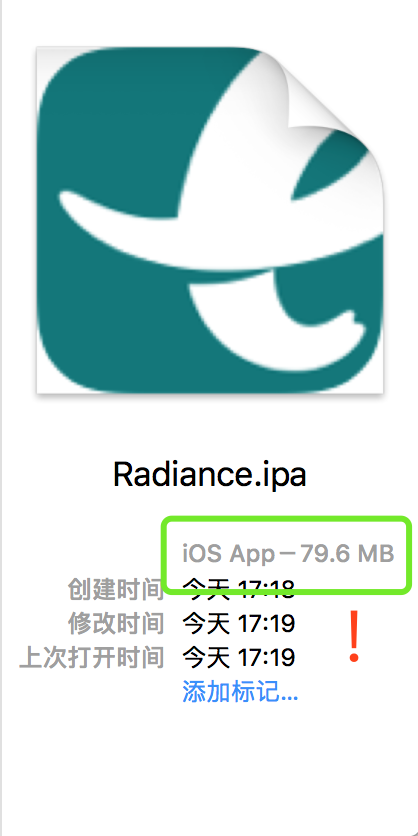 Radiance.ipa
iOS App — 79.6 MB
创建时间 今天 17:18
修改时间 今天 17:19
上次打开时间 今天 17:19
添加标记...